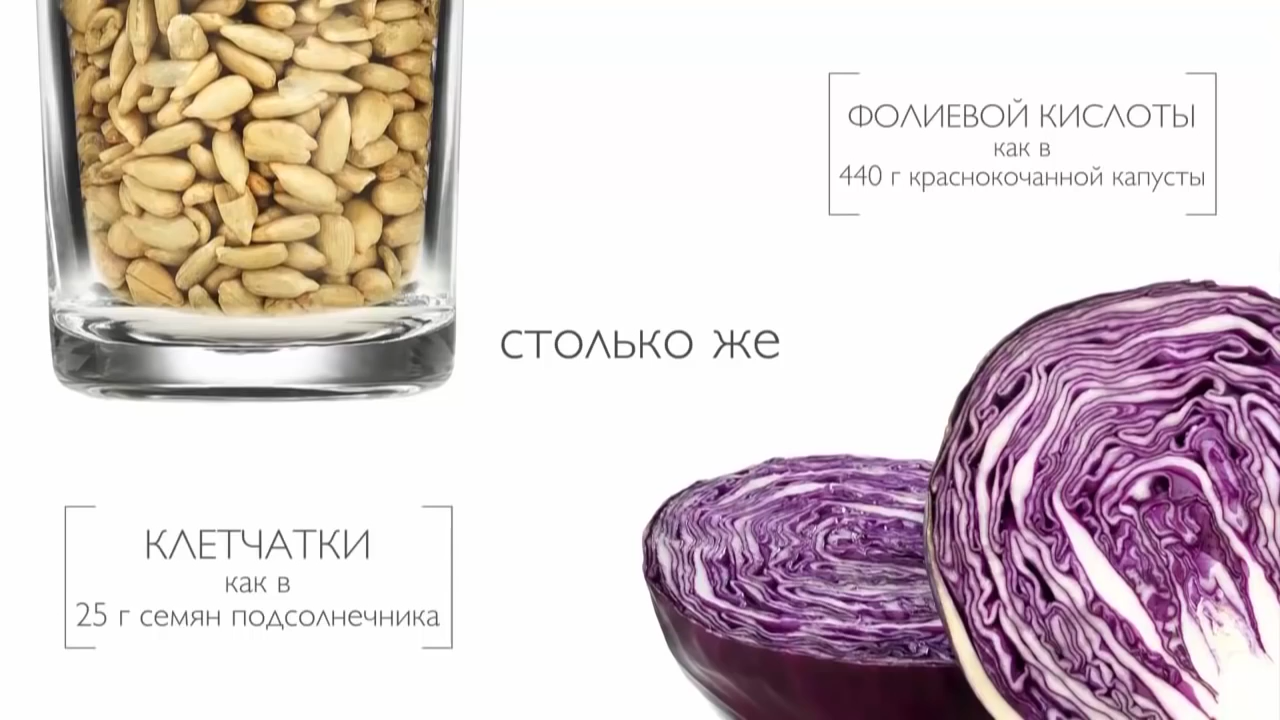 ФОЛИЕВОЙ КИСЛОТЫ
как в
440 г краснокочанной капусты
столько же
КЛЕТЧАТКИ
как в
25 г семян подсолнечника